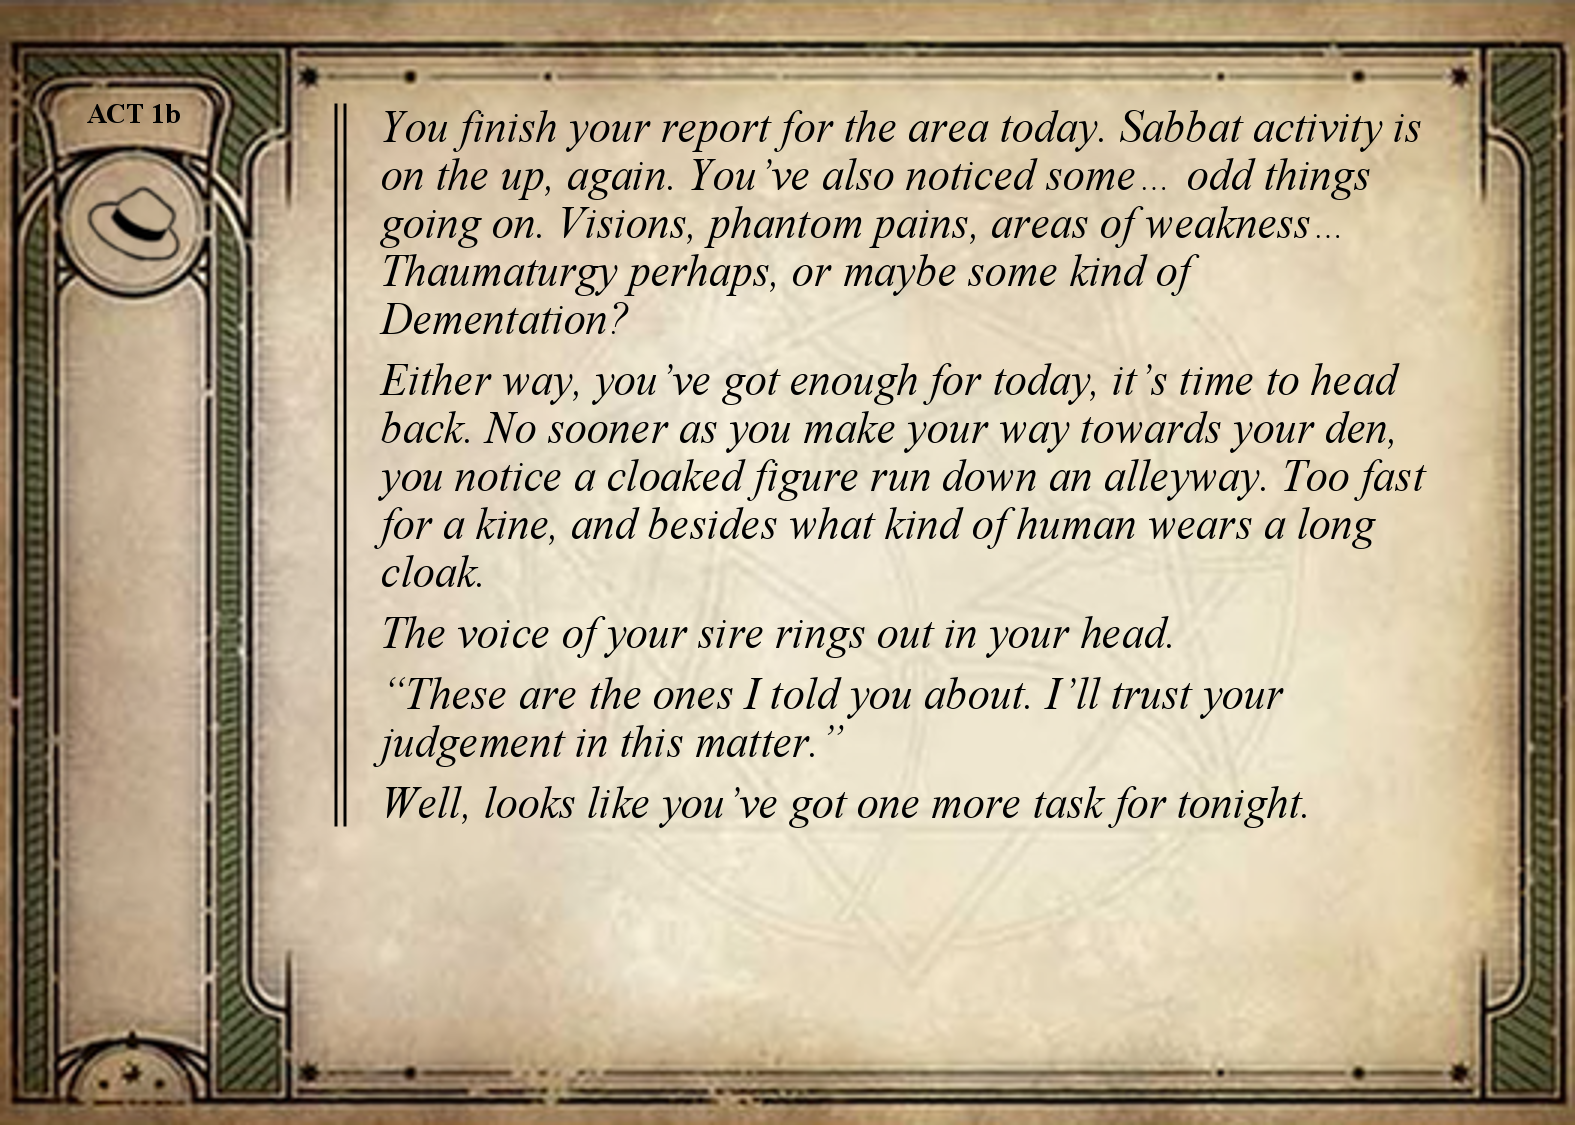 ACT 1b
You finish your report for the area today. Sabbat activity is
on the up, again. You’ve also noticed some… odd things
going on. Visions, phantom pains, areas of weakness…
Thaumaturgy perhaps, or maybe some kind of
Dementation?
Either way, you’ve got enough for today, it’s time to head
back. No sooner as you make your way towards your den,
you notice a cloaked figure run down an alleyway. Too fast
for a kine, and besides what kind of human wears a long
cloak.
The voice of your sire rings out in your head.
“These are the ones I told you about. I’ll trust your
judgement in this matter.”
Well, looks like you’ve got one more task for tonight.